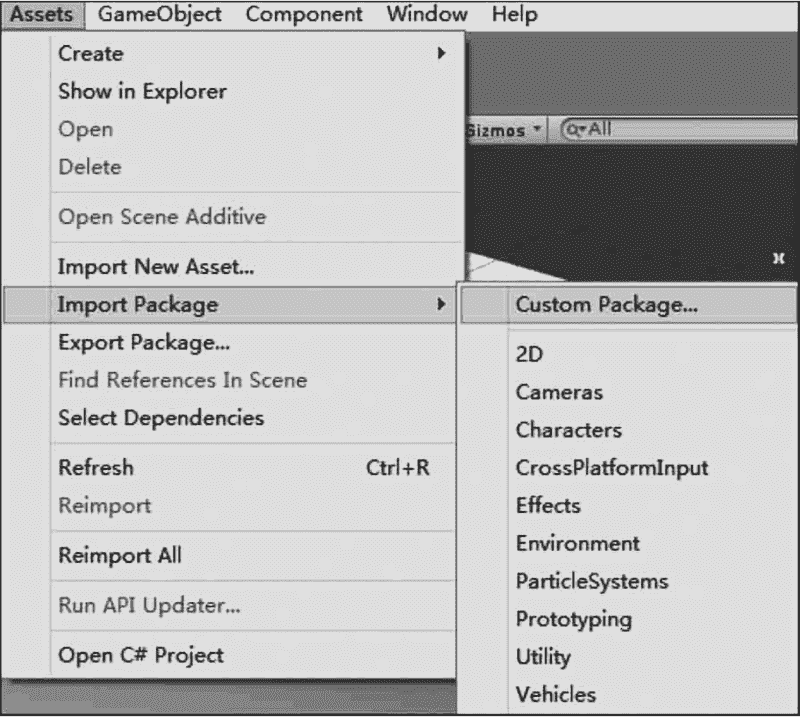 Assets GameObject Component Window Help
Create
Show in Explorer
Open
Delete
Open Scene Additive
Import New Asset...
Import Package
Export Package...
Find References In Scene
Select Dependencies
Refresh Ctrl+R
Reimport
Reimport All
Run API Updater...
Open C# Project
Gizmos All
Custom Package...
2D
Cameras
Characters
CrossPlatformInput
Effects
Environment
ParticleSystems
Prototyping
Utility
Vehicles